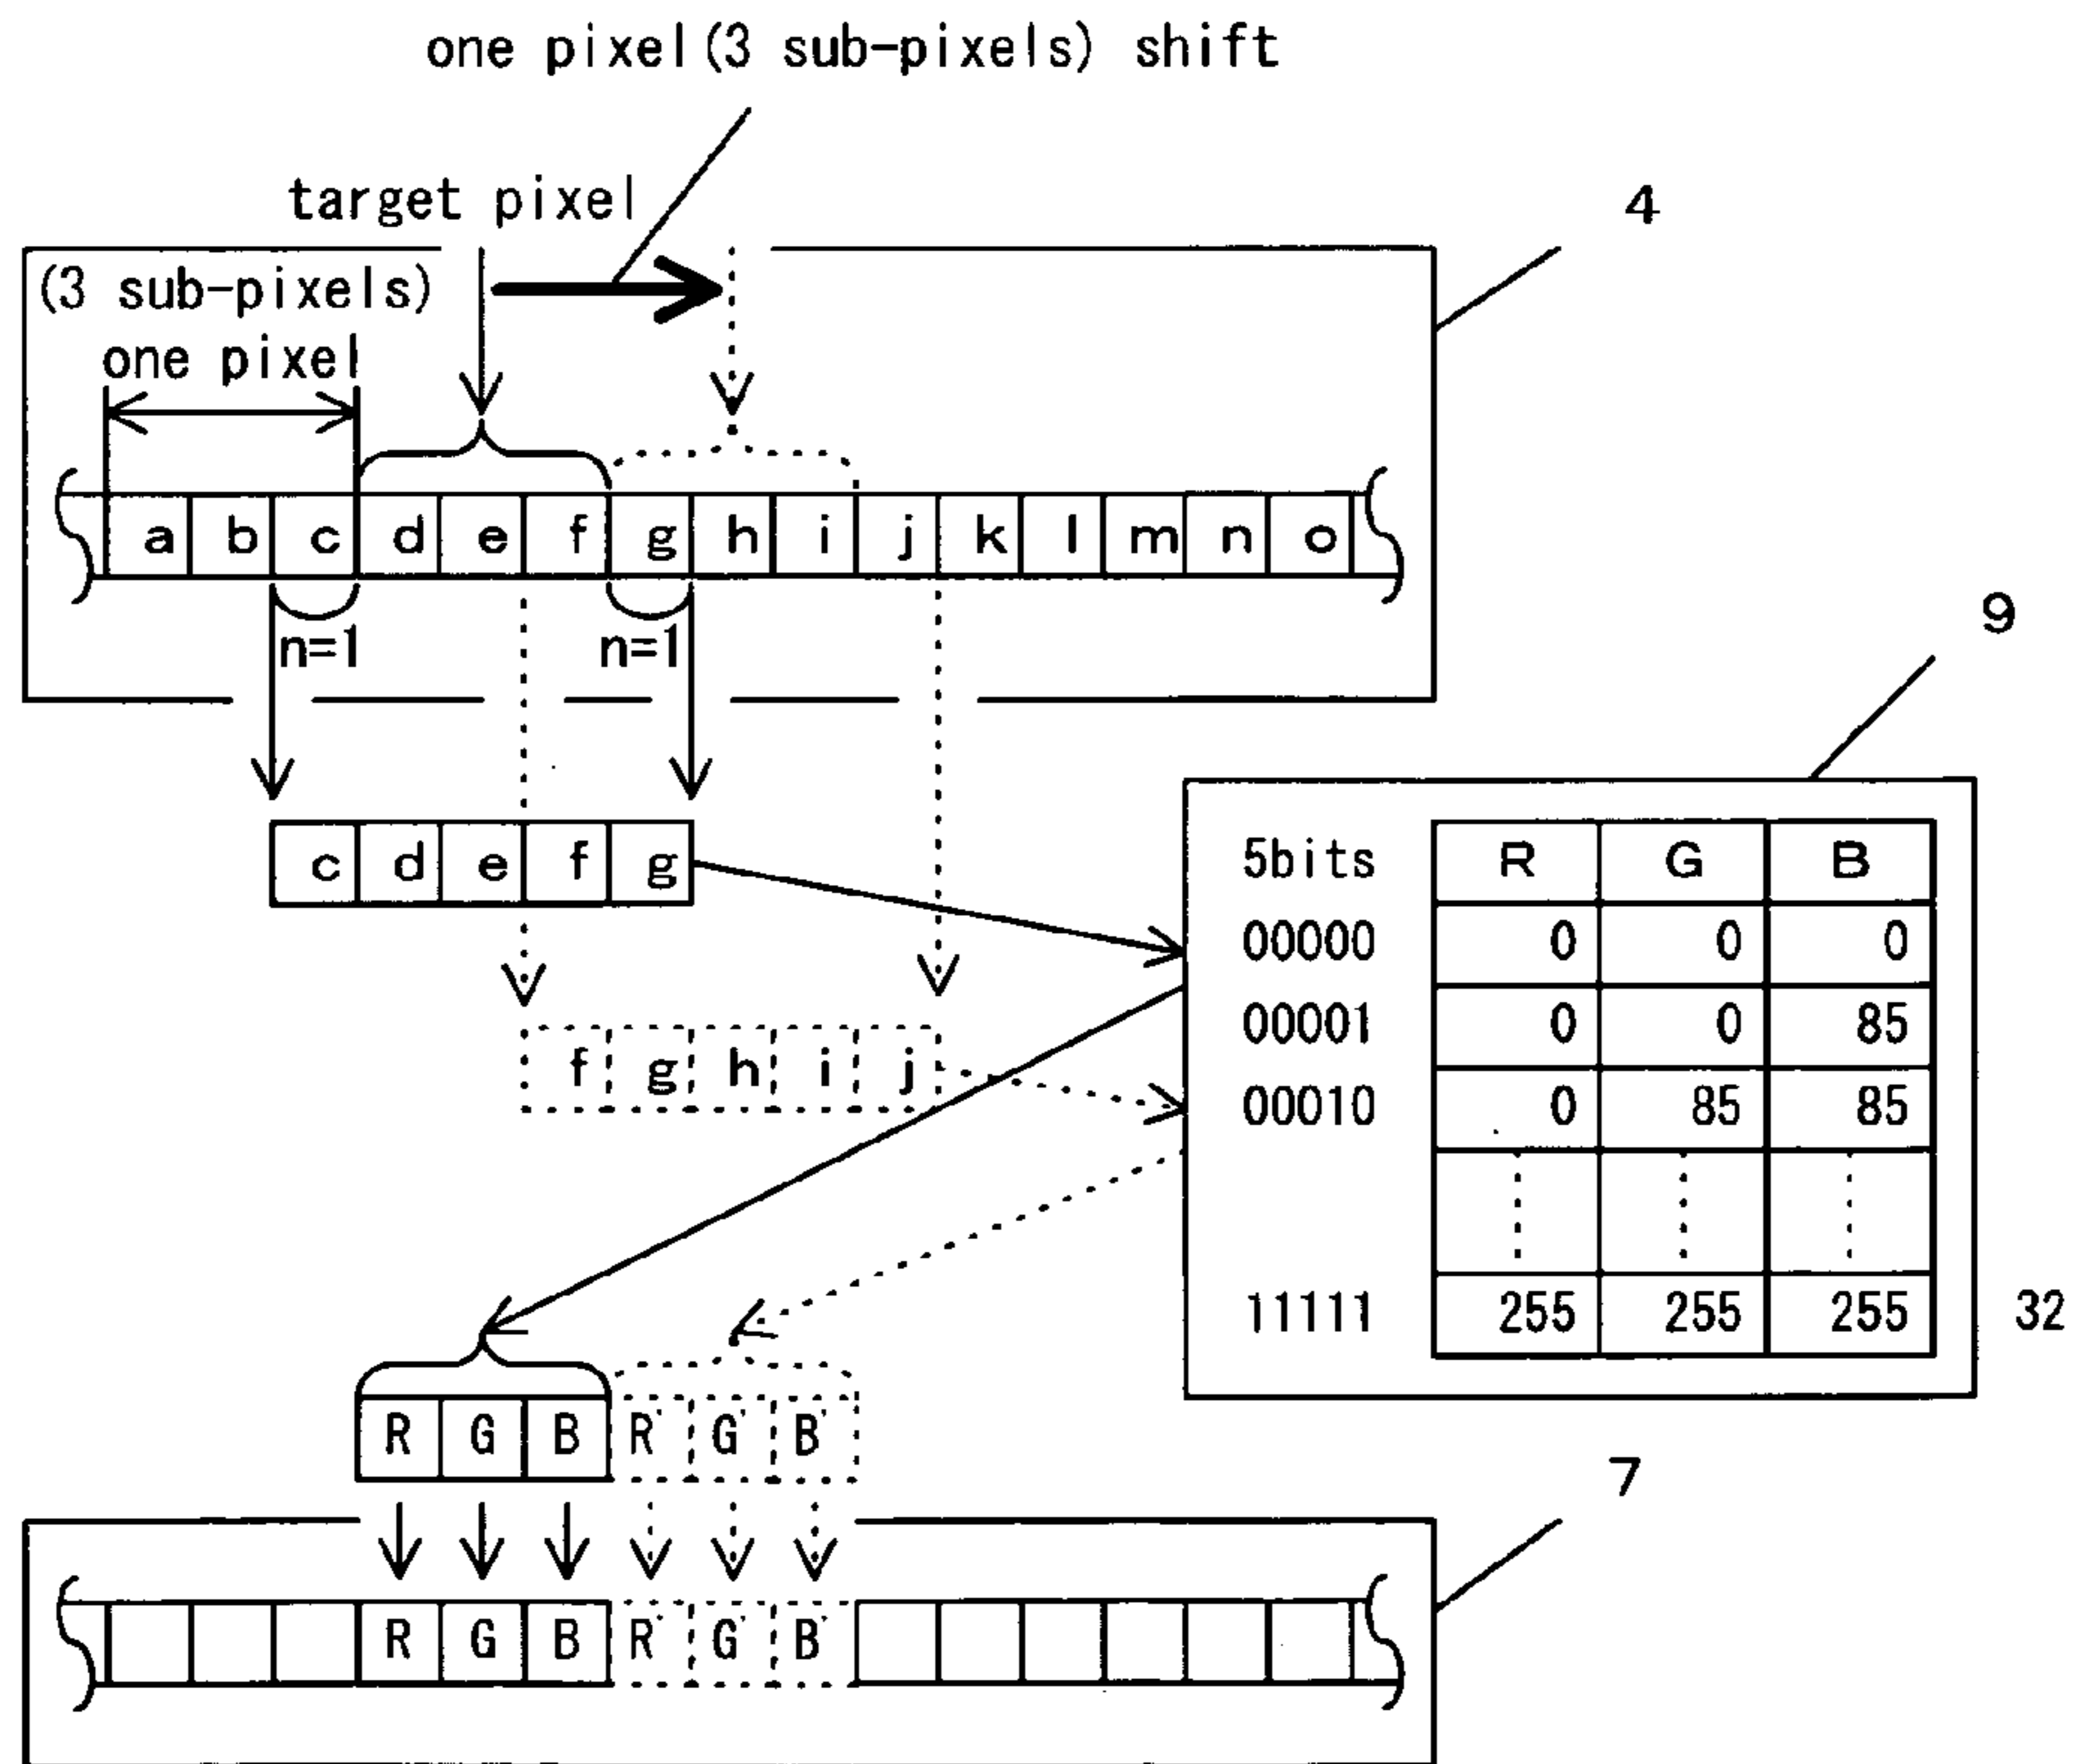 one pixel(3 sub-pixels) shift
target pixel
4
(3 sub-pixels)
one pixel
a b c d e f g h i j k l m n o
n=1 n=1
9
c d e f g
5bits R G B
00000 0 0 0
00001 0 0 85
f g h i j
00010 0 85 85
11111 255 255 255 32
R G B R' G' B'
7
R G B R' G' B'